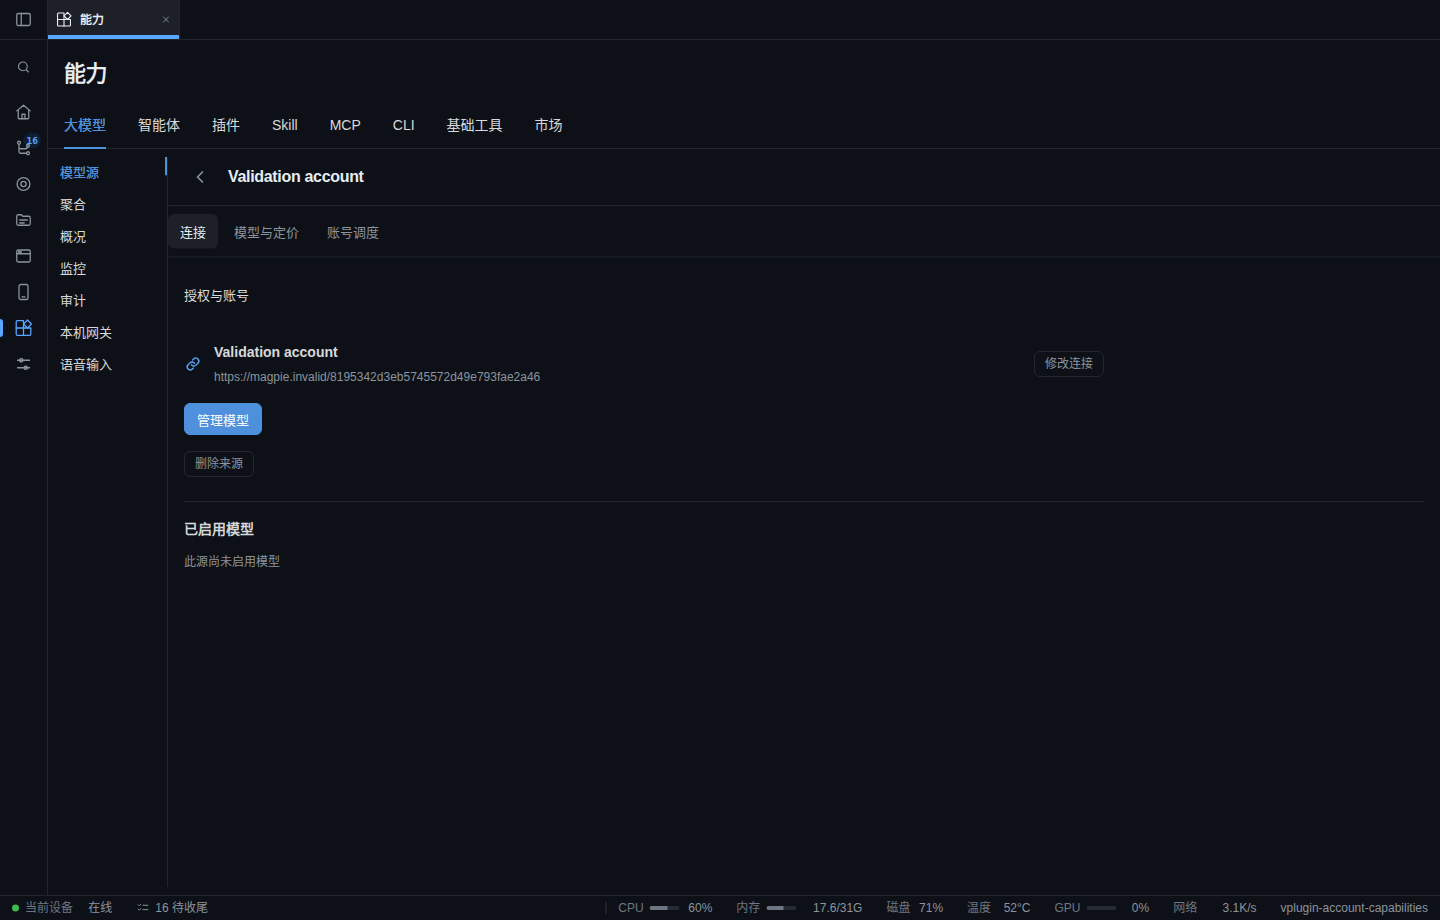 能力
能力
16
大模型 智能体 插件 Skill MCP CLI 基础工具 市场
模型源
聚合
概况
监控
审计
本机网关
语音输入
Validation account
连接 模型与定价 账号调度
授权与账号
Validation account
https://magpie.invalid/8195342d3eb5745572d49e793fae2a46
修改连接
管理模型
删除来源
已启用模型
此源尚未启用模型
当前设备 在线 16 待收尾 CPU 60% 内存 17.6/31G 磁盘 71% 温度 52°C GPU 0% 网络 3.1K/s vplugin-account-capabilities